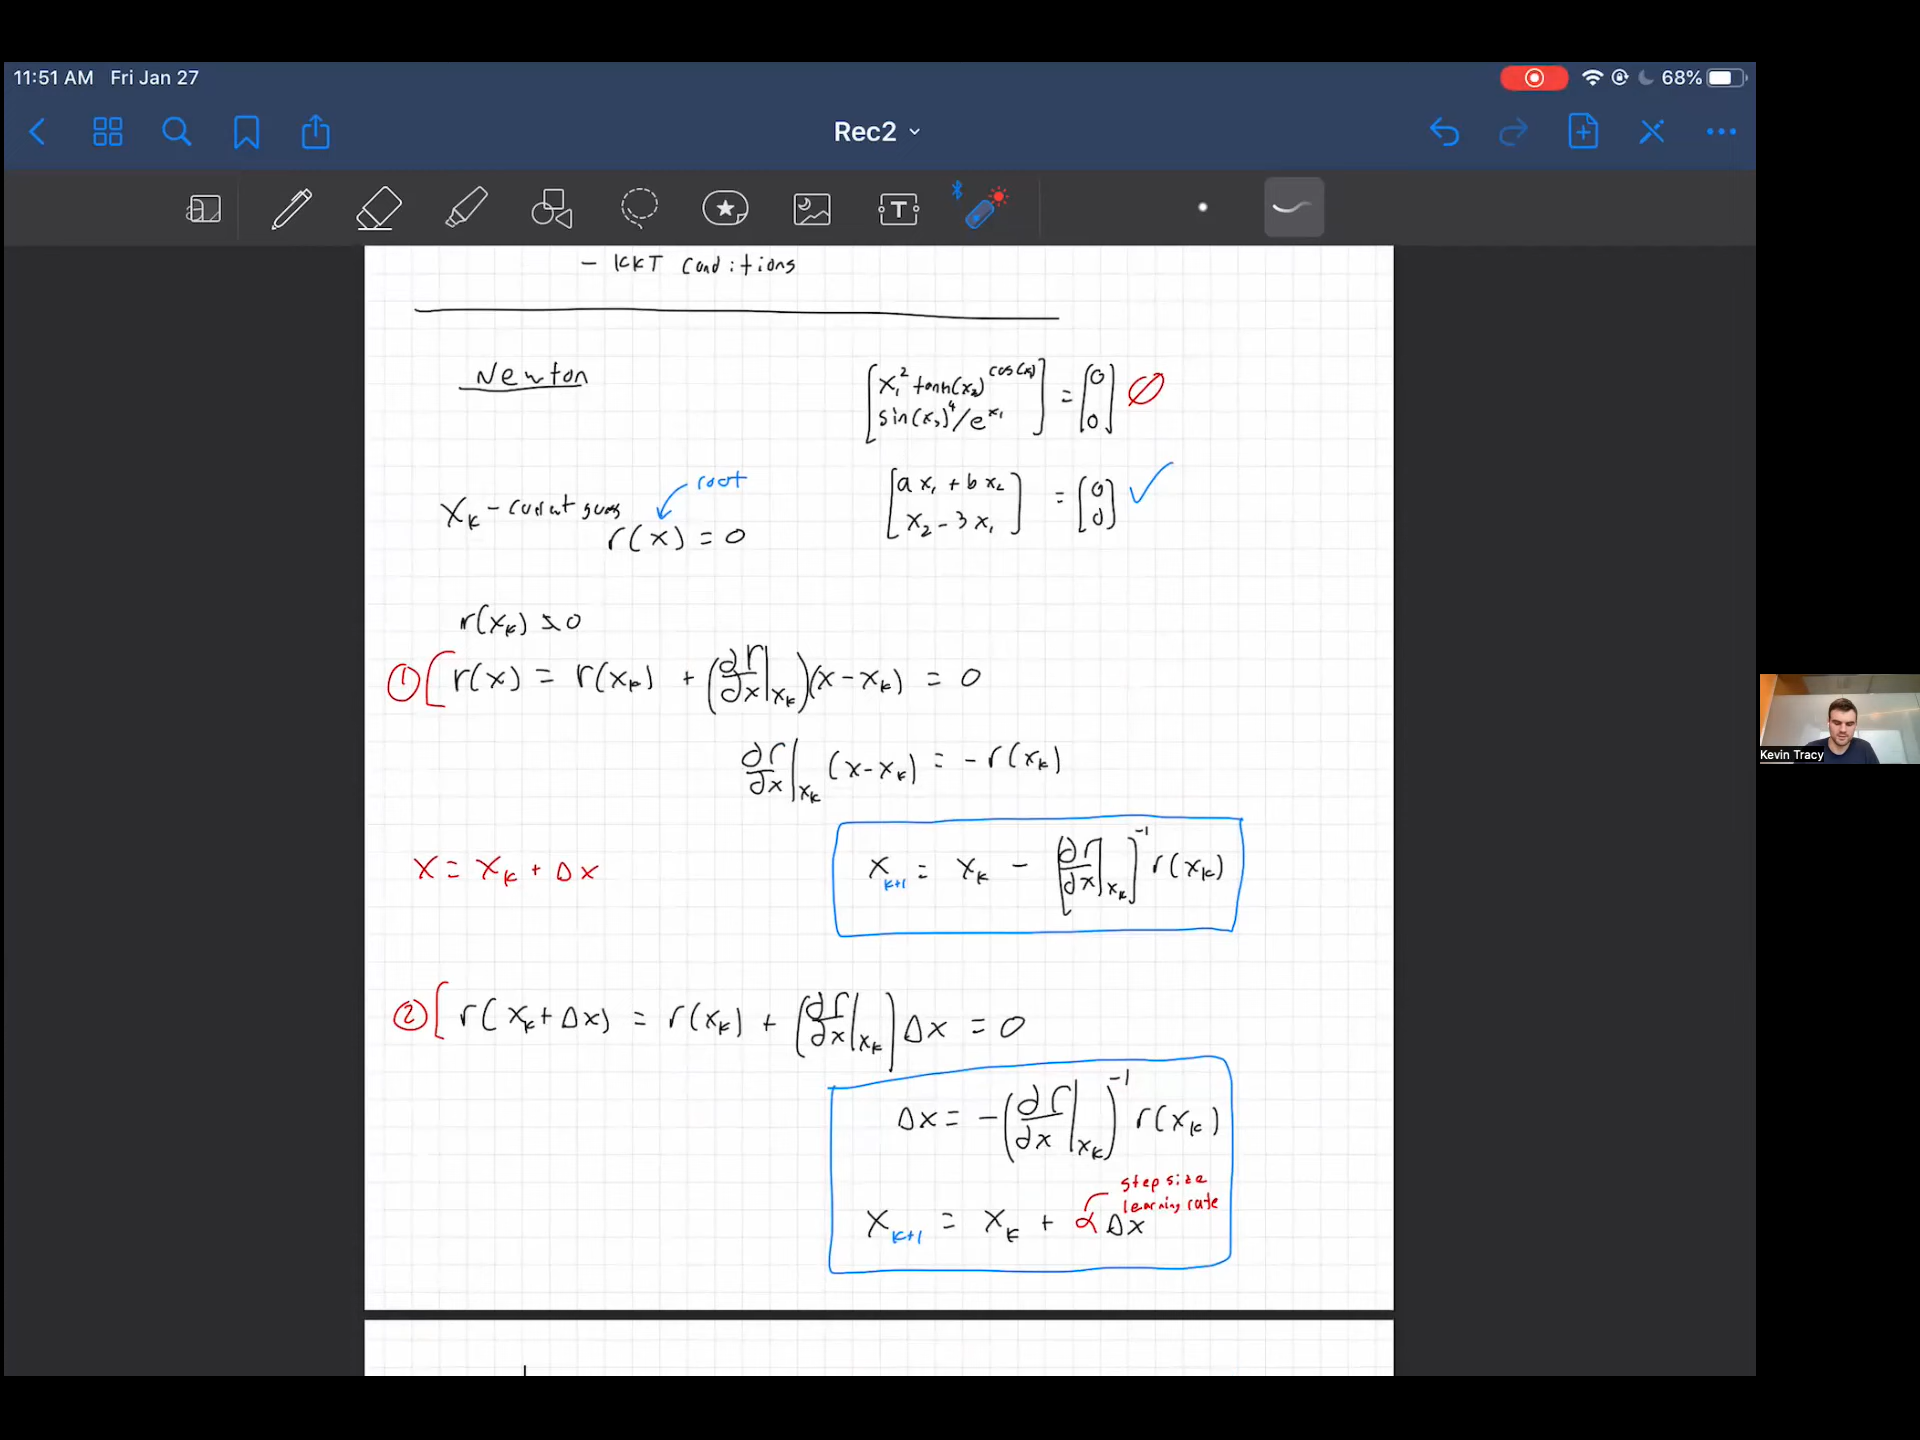 11:51 AM Fri Jan 27
68%
Rec2
T
- KKT Conditions
Newton
[x₁² tanh(x₂)^cos(x₁) ; sin(x₂)⁴/e^x₁] = [0 ; 0] ∅
x_k - current guess
root
r(x) = 0
[a x₁ + b x₂ ; x₂ - 3 x₁] = [0 ; 0] ✓
① [ r(x) = r(x_k) + (∂r/∂x|x_k)(x - x_k) = 0
∂r/∂x|x_k (x - x_k) = - r(x_k)
x = x_k + Δx
x_k+1 = x_k - [∂r/∂x|x_k]⁻¹ r(x_k)
② [ r(x_k + Δx) = r(x_k) + (∂r/∂x|x_k) Δx = 0
Δx = -(∂r/∂x|x_k)⁻¹ r(x_k)
step size
learning rate
x_k+1 = x_k + α Δx
Kevin Tracy